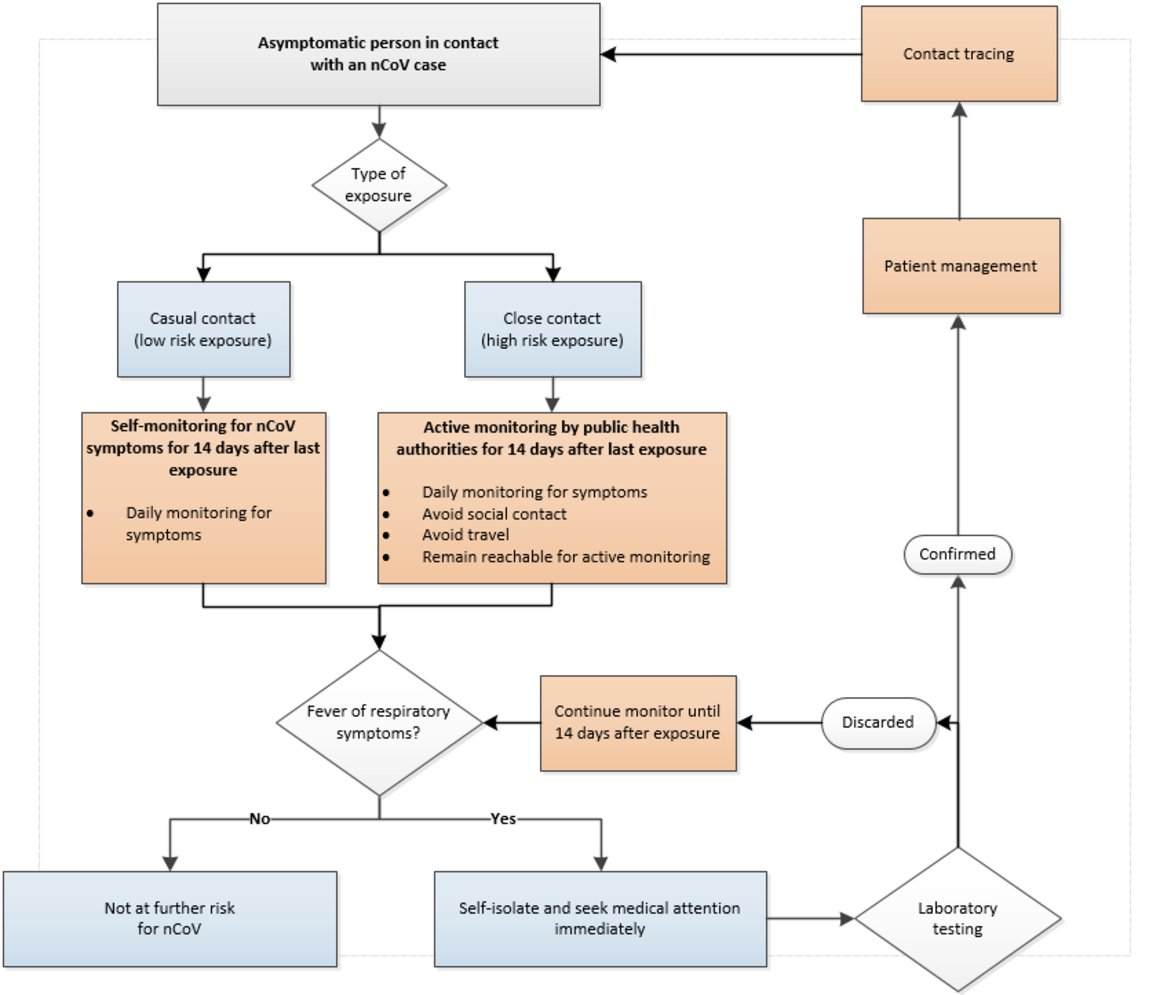 Asymptomatic person in contact
with an nCoV case
Contact tracing
Type of
exposure
Patient management
Casual contact
(low risk exposure)
Close contact
(high risk exposure)
Self-monitoring for nCoV
symptoms for 14 days after last
exposure
• Daily monitoring for
symptoms
Active monitoring by public health
authorities for 14 days after last exposure
• Daily monitoring for symptoms
• Avoid social contact
• Avoid travel
• Remain reachable for active monitoring
Confirmed
Fever of respiratory
symptoms?
Continue monitor until
14 days after exposure
Discarded
No
Yes
Not at further risk
for nCoV
Self-isolate and seek medical attention
immediately
Laboratory
testing